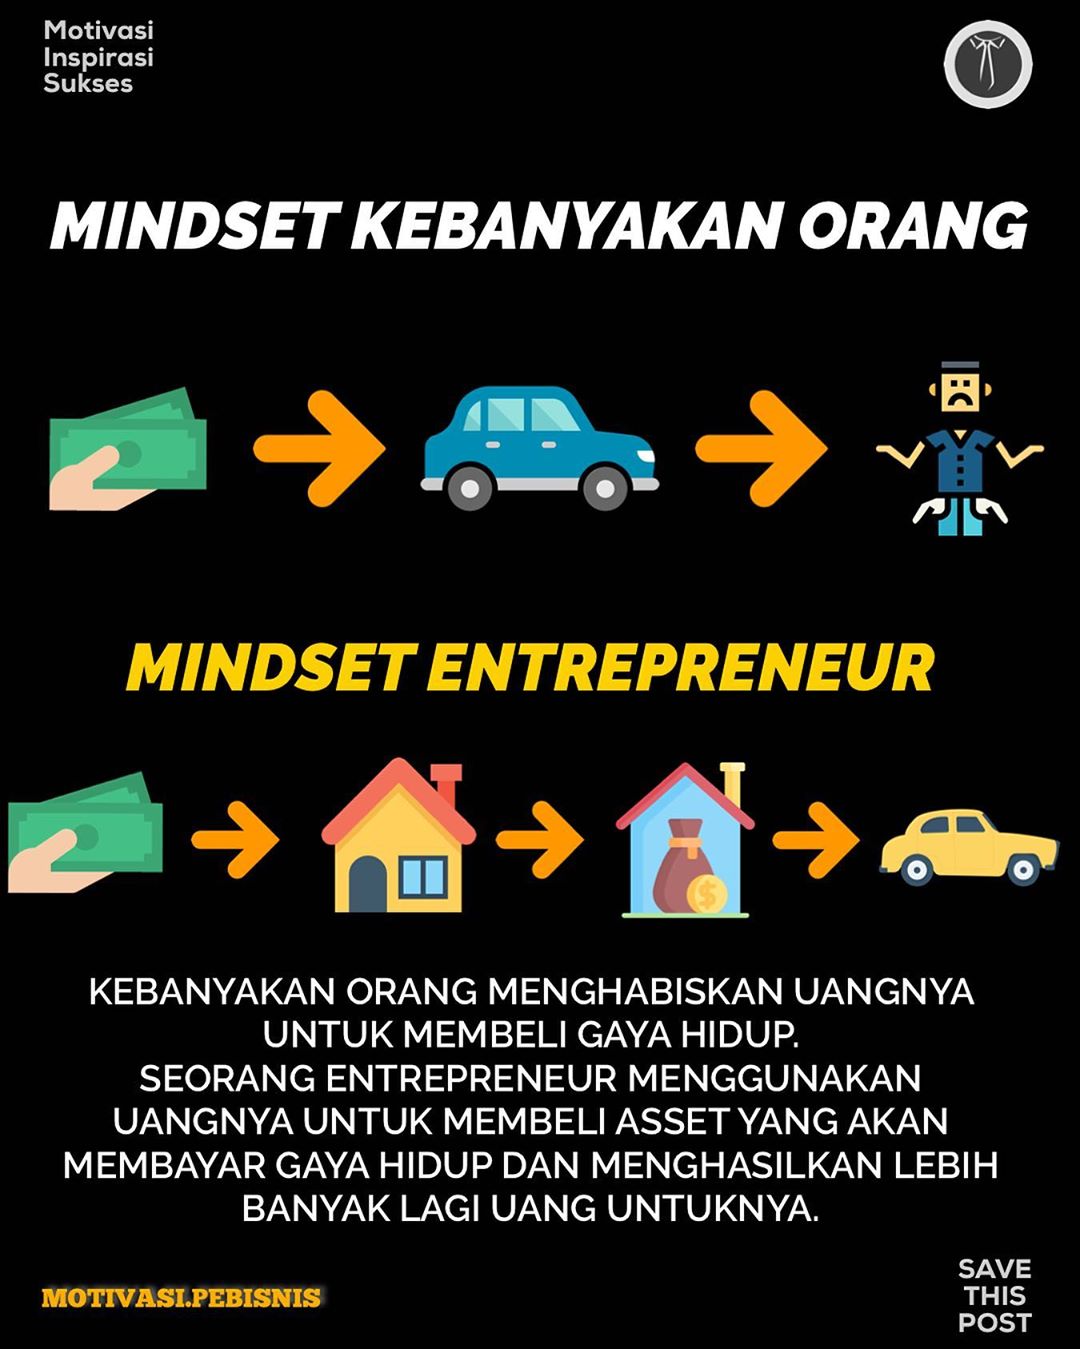 Motivasi
Inspirasi
Sukses
MINDSET KEBANYAKAN ORANG
MINDSET ENTREPRENEUR
$
KEBANYAKAN ORANG MENGHABISKAN UANGNYA
UNTUK MEMBELI GAYA HIDUP.
SEORANG ENTREPRENEUR MENGGUNAKAN
UANGNYA UNTUK MEMBELI ASSET YANG AKAN
MEMBAYAR GAYA HIDUP DAN MENGHASILKAN LEBIH
BANYAK LAGI UANG UNTUKNYA.
MOTIVASI.PEBISNIS
SAVE
THIS
POST